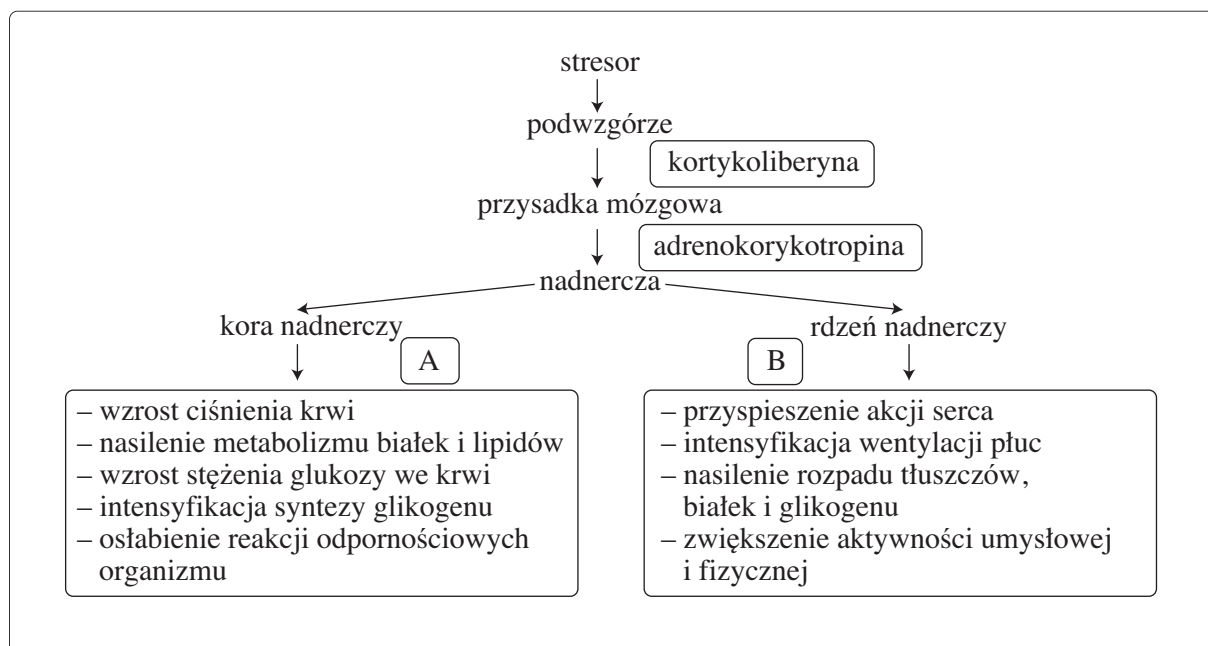 stresor
podwzgórze
kortykoliberyna
przysadka mózgowa
adrenokorykotropina
nadnercza
kora nadnerczy
rdzeń nadnerczy
A
B
– wzrost ciśnienia krwi
– nasilenie metabolizmu białek i lipidów
– wzrost stężenia glukozy we krwi
– intensyfikacja syntezy glikogenu
– osłabienie reakcji odpornościowych
organizmu
– przyspieszenie akcji serca
– intensyfikacja wentylacji płuc
– nasilenie rozpadu tłuszczów,
białek i glikogenu
– zwiększenie aktywności umysłowej
i fizycznej